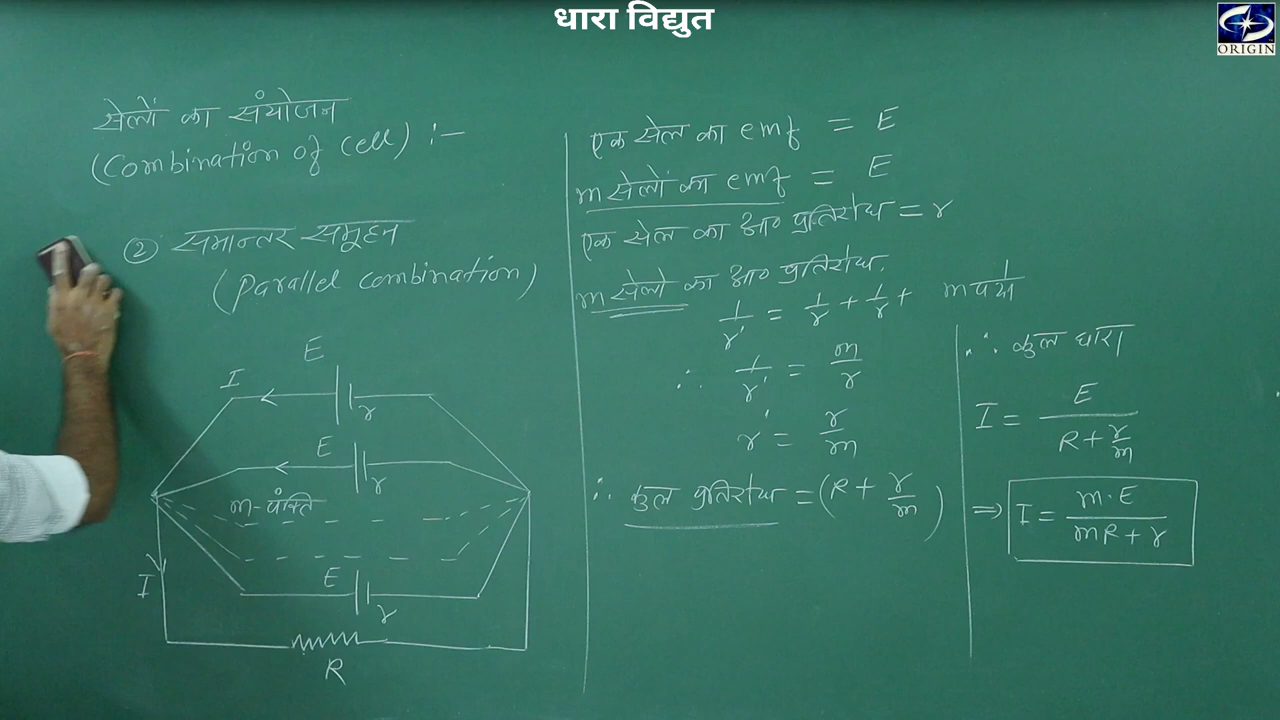 धारा विद्युत
ORIGIN
सेलों का संयोजन
(Combination of cell) :-
② समान्तर समूहन
(Parallel combination)
E
I
r
E
r
m-पंक्ति
E
r
I
R
एक सेल का emf = E
m सेलों का emf = E
एक सेल का आ० प्रतिरोध = r
m सेलों का आ० प्रतिरोध.
1/r' = 1/r + 1/r + m पदों
∴ 1/r' = m/r
r' = r/m
∴ कुल प्रतिरोध = (R + r/m)
∴ कुल धारा
I = E/(R + r/m)
⇒ I = m·E/(mR + r)